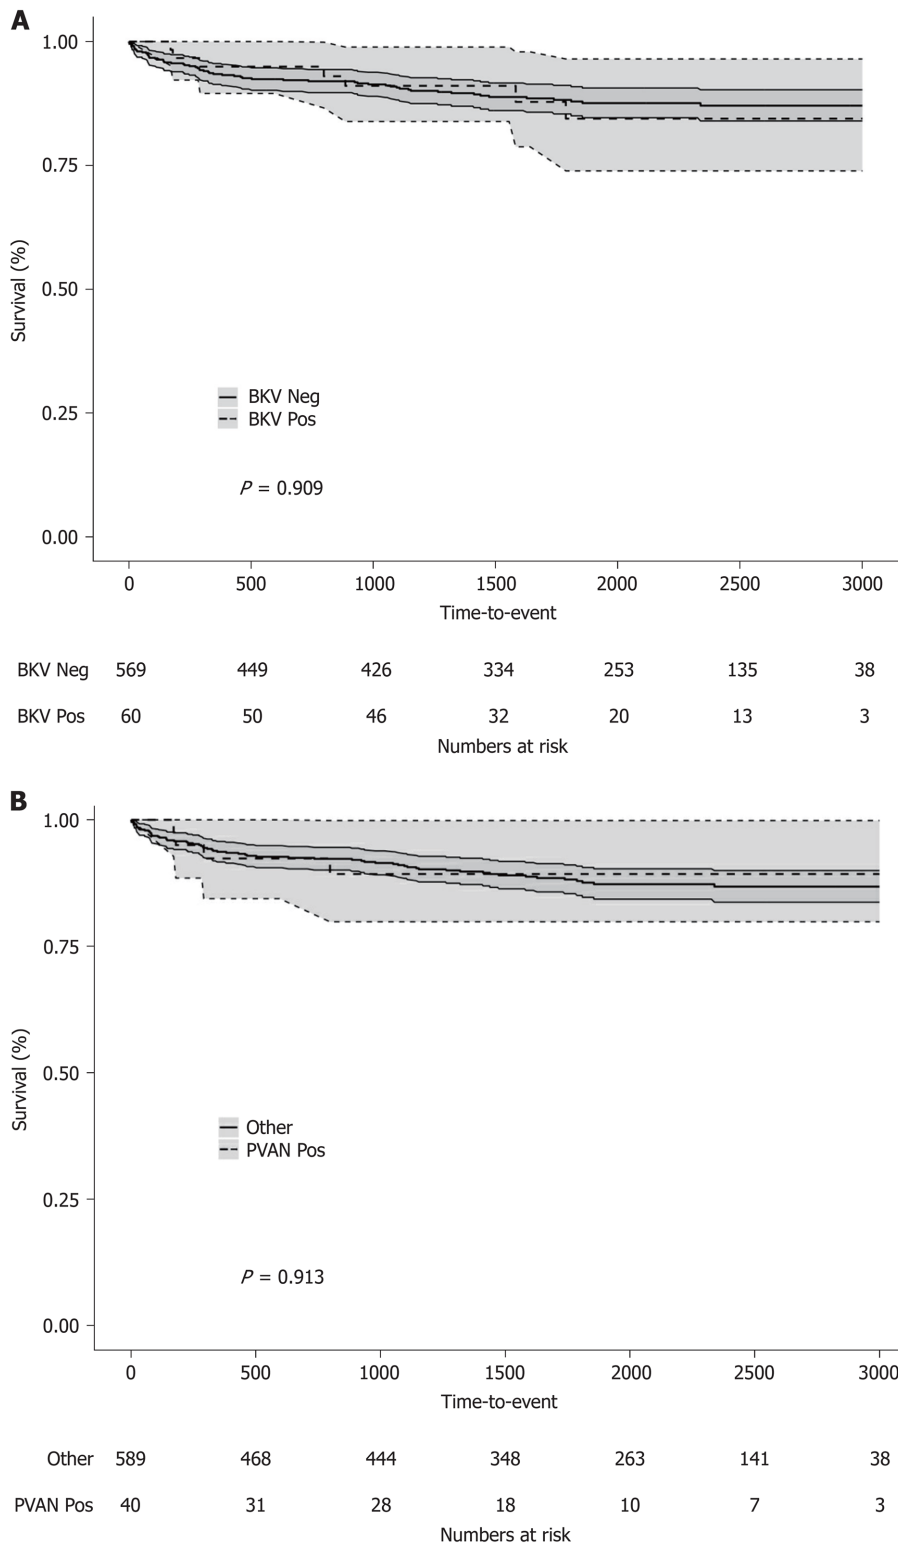 A
1.00
0.75
0.50
0.25
0.00
Survival (%)
BKV Neg
BKV Pos
P = 0.909
0 500 1000 1500 2000 2500 3000
Time-to-event
BKV Neg 569 449 426 334 253 135 38
BKV Pos 60 50 46 32 20 13 3
Numbers at risk
B
1.00
0.75
0.50
0.25
0.00
Survival (%)
Other
PVAN Pos
P = 0.913
0 500 1000 1500 2000 2500 3000
Time-to-event
Other 589 468 444 348 263 141 38
PVAN Pos 40 31 28 18 10 7 3
Numbers at risk